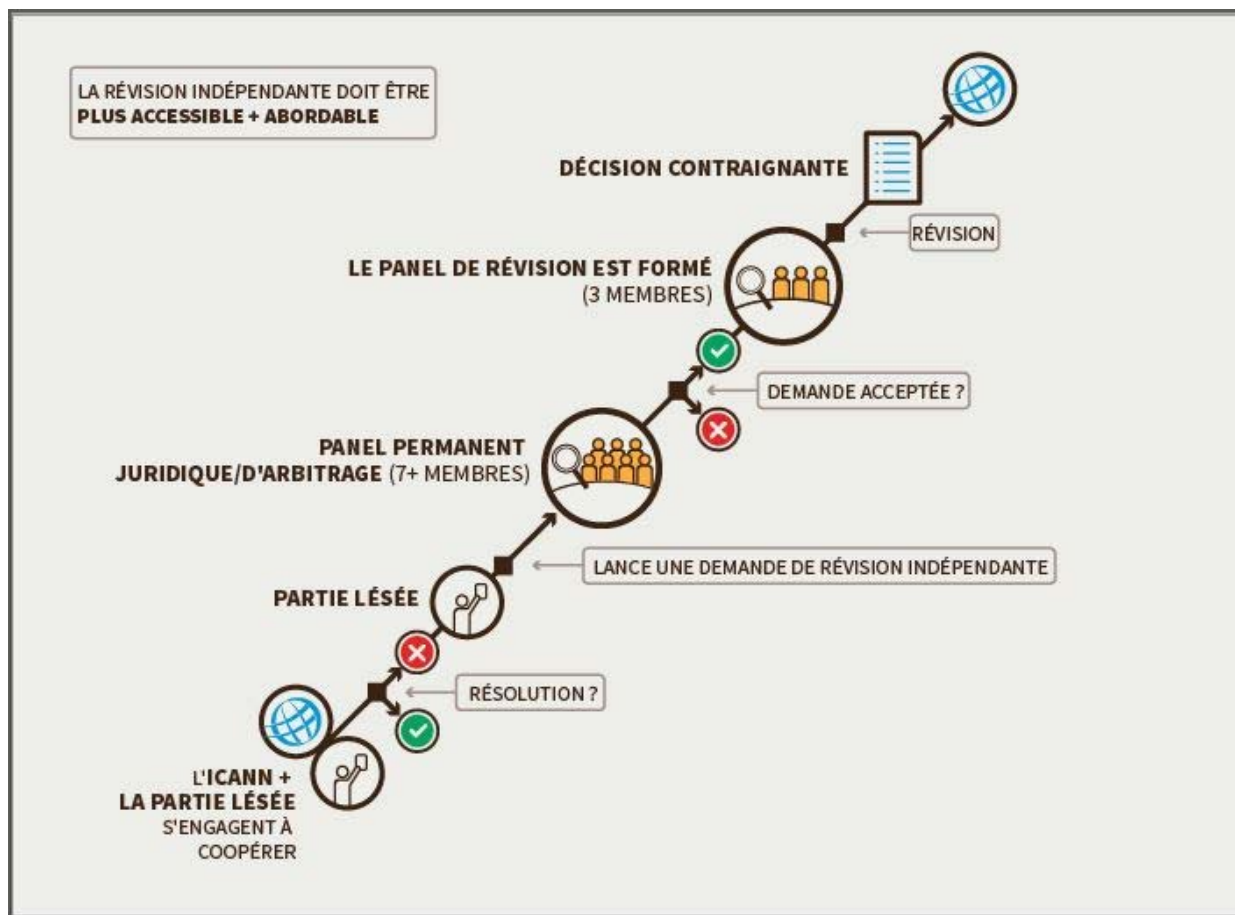 LA RÉVISION INDÉPENDANTE DOIT ÊTRE
PLUS ACCESSIBLE + ABORDABLE
DÉCISION CONTRAIGNANTE
RÉVISION
LE PANEL DE RÉVISION EST FORMÉ
(3 MEMBRES)
DEMANDE ACCEPTÉE ?
PANEL PERMANENT
JURIDIQUE/D'ARBITRAGE (7+ MEMBRES)
LANCE UNE DEMANDE DE RÉVISION INDÉPENDANTE
PARTIE LÉSÉE
RÉSOLUTION ?
L'ICANN +
LA PARTIE LÉSÉE
S'ENGAGENT À
COOPÉRER